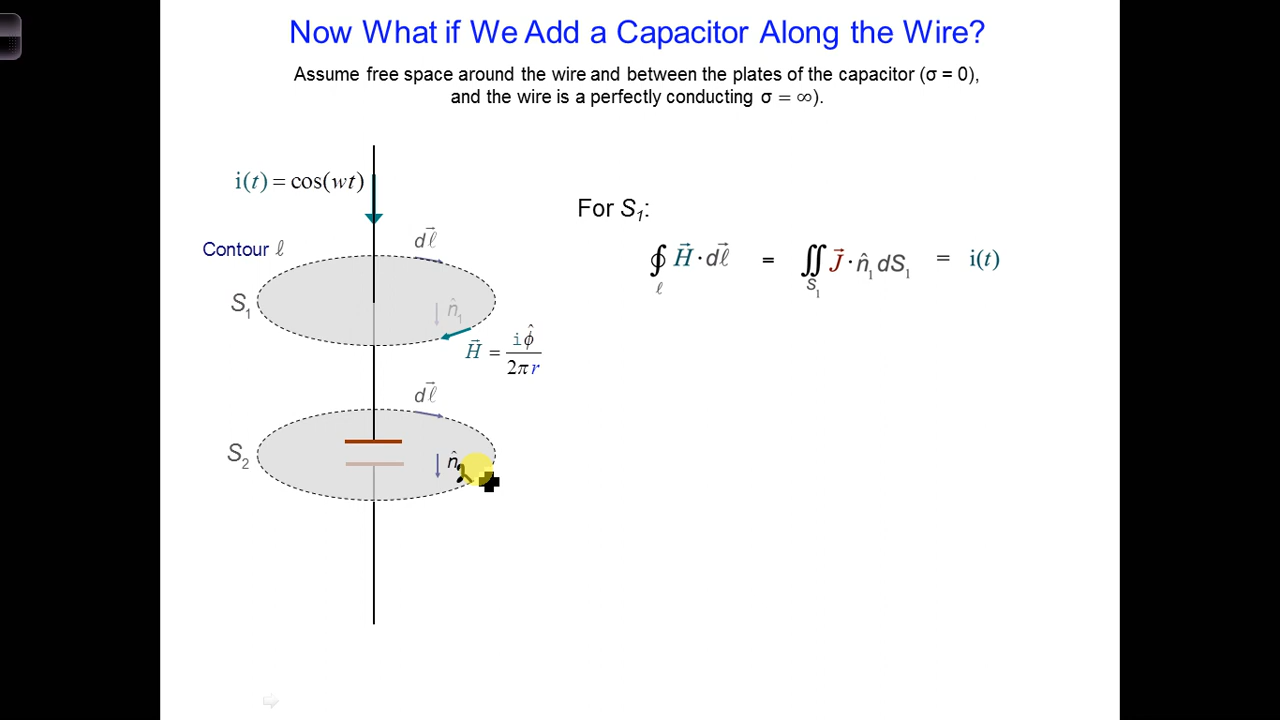 Now What if We Add a Capacitor Along the Wire?
Assume free space around the wire and between the plates of the capacitor (σ = 0),
and the wire is a perfectly conducting σ = ∞).
i(t) = cos(wt)
Contour ℓ
dℓ⃗
S₁
n̂₁
H⃗ = iφ̂ / 2πr
dℓ⃗
S₂
n̂
For S₁:
∮ℓ H⃗ · dℓ⃗ = ∬S₁ J⃗ · n̂₁ dS₁ = i(t)